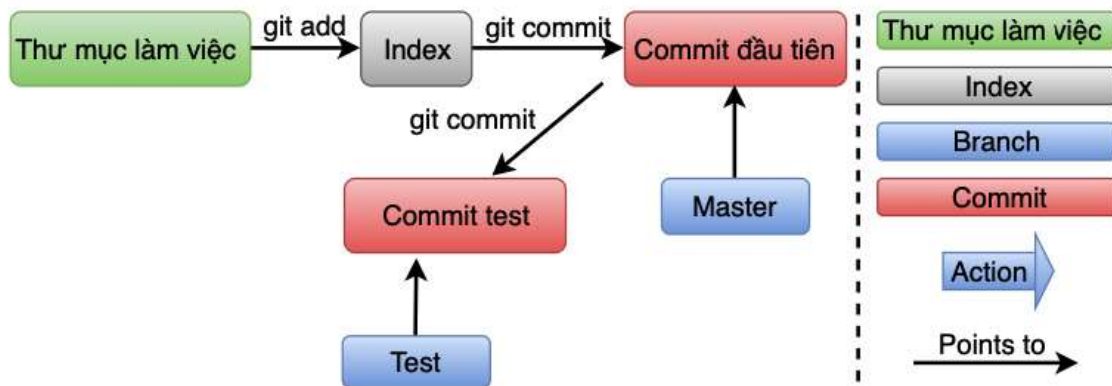 Thư mục làm việc
git add
Index
git commit
Commit đầu tiên
git commit
Commit test
Master
Test
Thư mục làm việc
Index
Branch
Commit
Action
Points to